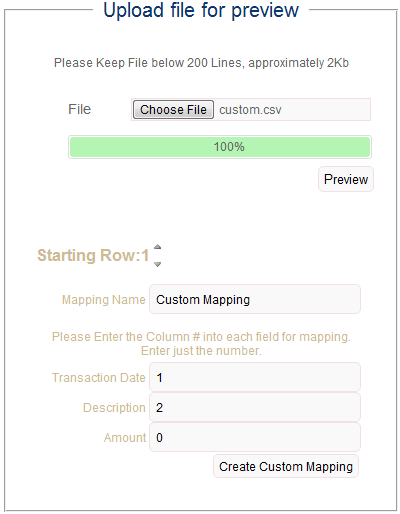 Upload file for preview
Please Keep File below 200 Lines, approximately 2Kb
File Choose File custom.csv
100%
Preview
Starting Row:1
Mapping Name Custom Mapping
Please Enter the Column # into each field for mapping.
Enter just the number.
Transaction Date 1
Description 2
Amount 0
Create Custom Mapping